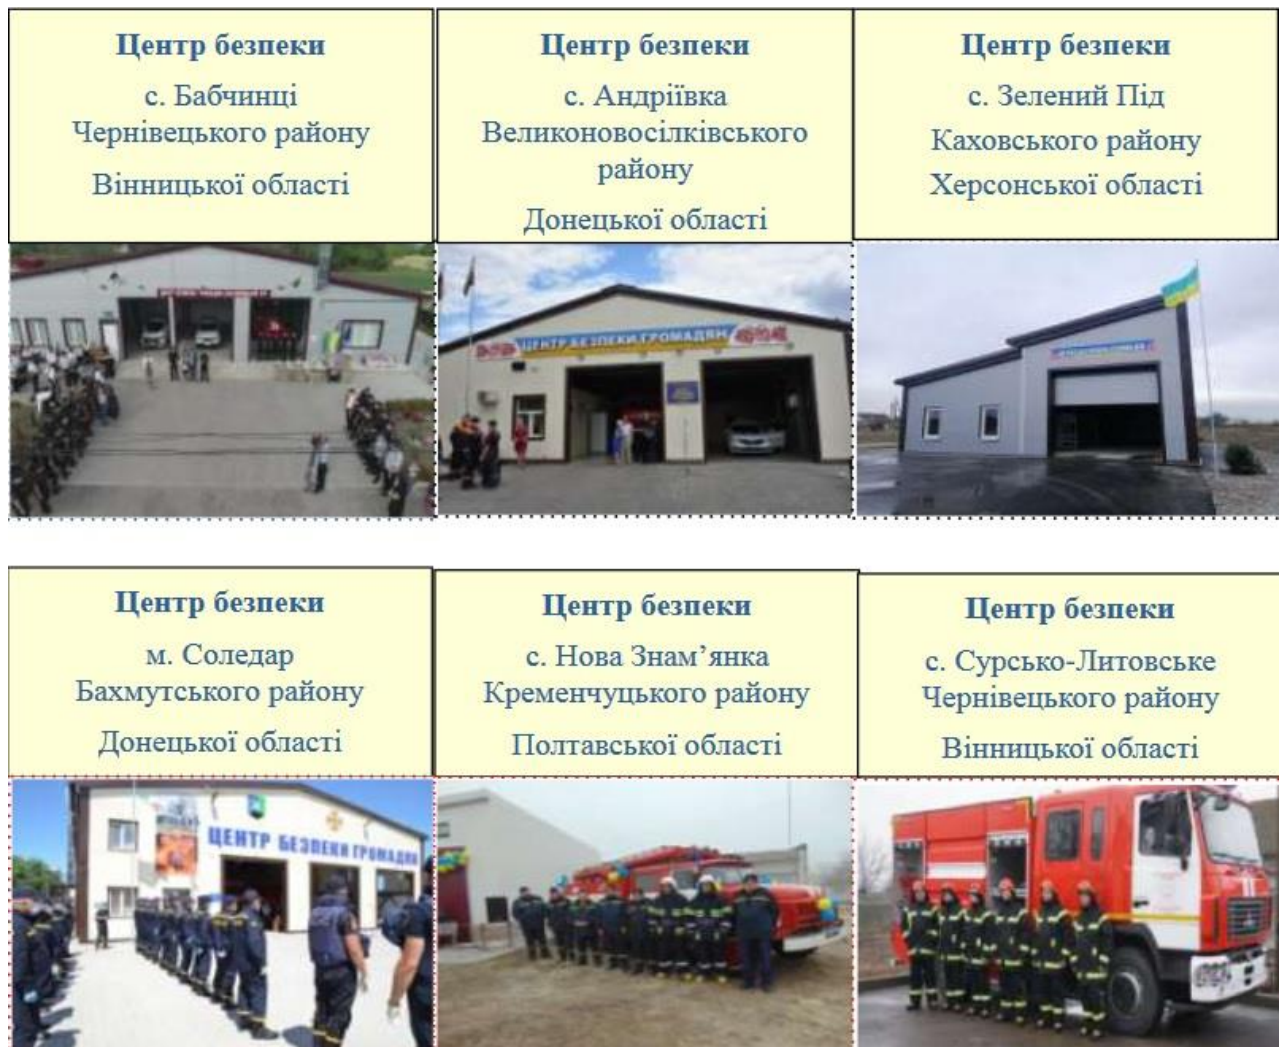 Центр безпеки
с. Бабчинці
Чернівецького району
Вінницької області
Центр безпеки
с. Андріївка
Великоновосілківського
району
Донецької області
Центр безпеки
с. Зелений Під
Каховського району
Херсонської області
ЦЕНТР БЕЗПЕКИ ГРОМАДЯН
Центр безпеки
м. Соледар
Бахмутського району
Донецької області
Центр безпеки
с. Нова Знам’янка
Кременчуцького району
Полтавської області
Центр безпеки
с. Сурсько-Литовське
Чернівецького району
Вінницької області
ЦЕНТР БЕЗПЕКИ ГРОМАДЯН